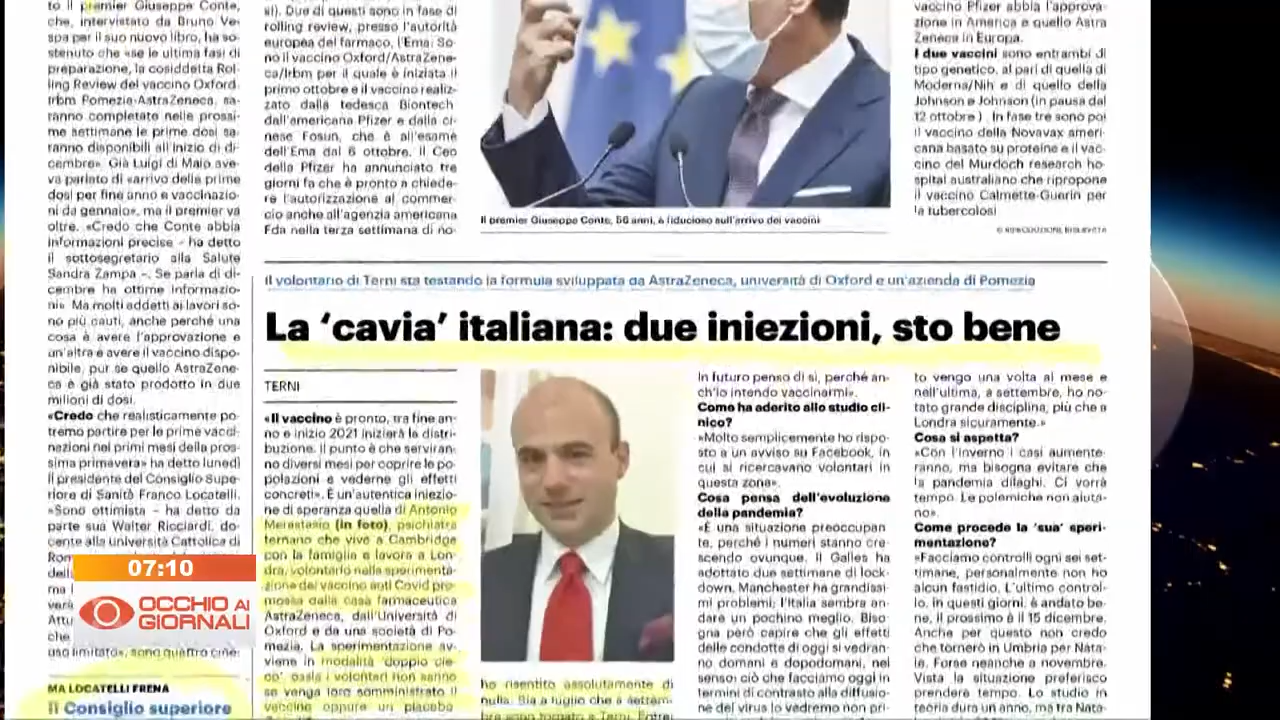 to il premier Giuseppe Conte,
che, intervistato da Bruno Ve-
spa per il suo nuovo libro, ha so-
stenuto che «se le ultima fasi di
preparazione, la cosiddetta Rol-
ling Review del vaccino Oxford
Irbm Pomezia-AstraZeneca, sa-
ranno completato nelle prossi-
me settimane le prime dosi sa-
ranno disponibili all'inizio di di-
cembre». Già Luigi di Maio ave-
va parlato di «arrivo delle prime
dosi per fine anno e vaccinazio-
ni da gennaio», ma il premier va
oltre. «Credo che Conte abbia
informazioni precise – ha detto
il sottosegretario alla Salute
Sandra Zampa –. Se parla di di-
cembre ha ottime informazio-
ni» Ma molti addetti ai lavori so-
no più cauti, anche perché una
cosa è avere l'approvazione e
un'altra è avere il vaccino dispo-
nibile, pur se quello AstraZene-
ca è già stato prodotto in due
milioni di dosi.
«Credo che realisticamente po-
tremo partire per le prime vacci-
nazioni nei primi mesi della pros-
sima primavera» ha detto lunedì
il presidente del Consiglio Supe-
riore di Sanità Franco Locatelli.
«Sono ottimista – ha detto da
parte sua Walter Ricciardi, do-
cente alla università Cattolica di
uso limitato», sono quattro cine-
MA LOCATELLI FRENA
Il Consiglio superiore
si). Due di questi sono in fase di
rolling review, presso l'autorità
europea del farmaco, l'Ema: So-
no il vaccino Oxford/AstraZene-
ca/Irbm per il quale è iniziata il
primo ottobre e il vaccino realiz-
zato dalla tedesca Biontech
dall'americana Pfizer e dalla ci-
nese Fosun, che è all'esame
dell'Ema dal 6 ottobre. Il Ceo
della Pfizer ha annunciato tre
giorni fa che è pronto a chiede-
re l'autorizzazione al commer-
cio anche all'agenzia americana
Fda nella terza settimana di no-
Il premier Giuseppe Conte, 56 anni, è fiducioso sull'arrivo dei vaccini
vaccino Pfizer abbia l'approva-
zione in America e quello Astra
Zeneca in Europa.
I due vaccini sono entrambi di
tipo genetico, al pari di quella di
Moderna/Nih e di quello della
Johnson e Johnson (in pausa dal
12 ottobre). In fase tre sono poi
il vaccino della Novavax ameri-
cana basato su proteine e il vac-
cino del Murdoch research ho-
spital australiano che ripropone
il vaccino Calmette-Guerin per
la tubercolosi
© RIPRODUZIONE RISERVATA
Il volontario di Terni sta testando la formula sviluppata da AstraZeneca, università di Oxford e un'azienda di Pomezia
La 'cavia' italiana: due iniezioni, sto bene
TERNI
«Il vaccino è pronto, tra fine an-
no e inizio 2021 inizierà la distri-
buzione. Il punto è che serviran-
no diversi mesi per coprire le po-
polazioni e vederne gli effetti
concreti». È un'autentica iniezio-
ne di speranza quella di Antonio
Metastasio (in foto), psichiatra
ternano che vive a Cambridge
con la famiglia e lavora a Lon-
dra, volontario nella sperimenta-
zione del vaccino anti Covid pro-
mossa dalla casa farmaceutica
AstraZeneca, dall'Università di
Oxford e da una società di Po-
mezia. La sperimentazione av-
viene in modalità 'doppio cie-
co', ossia i volontari non sanno
se venga loro somministrato il
vaccino oppure un placebo
ho risentito assolutamente di
nulla. Sia a luglio che a settem-
bre sono tornato a Terni. Entre
in futuro penso di sì, perché an-
ch'io intendo vaccinarmi».
Come ha aderito allo studio cli-
nico?
«Molto semplicemente ho rispo-
sto a un avviso su Facebook, in
cui si ricercavano volontari in
questa zona».
Cosa pensa dell'evoluzione
della pandemia?
«È una situazione preoccupan-
te, perché i numeri stanno cre-
scendo ovunque. Il Galles ha
adottato due settimane di lock-
down, Manchester ha grandissi-
mi problemi; l'Italia sembra an-
dare un pochino meglio. Biso-
gna però capire che gli effetti
delle condotte di oggi si vedran-
no domani e dopodomani, nel
senso: ciò che facciamo oggi in
termini di contrasto alla diffusio-
ne del virus lo vedremo non pri-
to vengo una volta al mese e
nell'ultima, a settembre, ho no-
tato grande disciplina, più che a
Londra sicuramente.»
Cosa si aspetta?
«Con l'inverno i casi aumente-
ranno, ma bisogna evitare che
la pandemia dilaghi. Ci vorrà
tempo. Le polemiche non aiuta-
no».
Come procede la 'sua' speri-
mentazione?
«Facciamo controlli ogni sei set-
timane, personalmente non ho
alcun fastidio. L'ultimo control-
lo, in questi giorni, è andato be-
ne, il prossimo è il 15 dicembre.
Anche per questo non credo
che tornerò in Umbria per Nata-
le. Forse neanche a novembre.
Vista la situazione preferisco
prendere tempo. Lo studio in
teoria dura un anno, ma tra Nata-
07:10
OCCHIO AI
GIORNALI